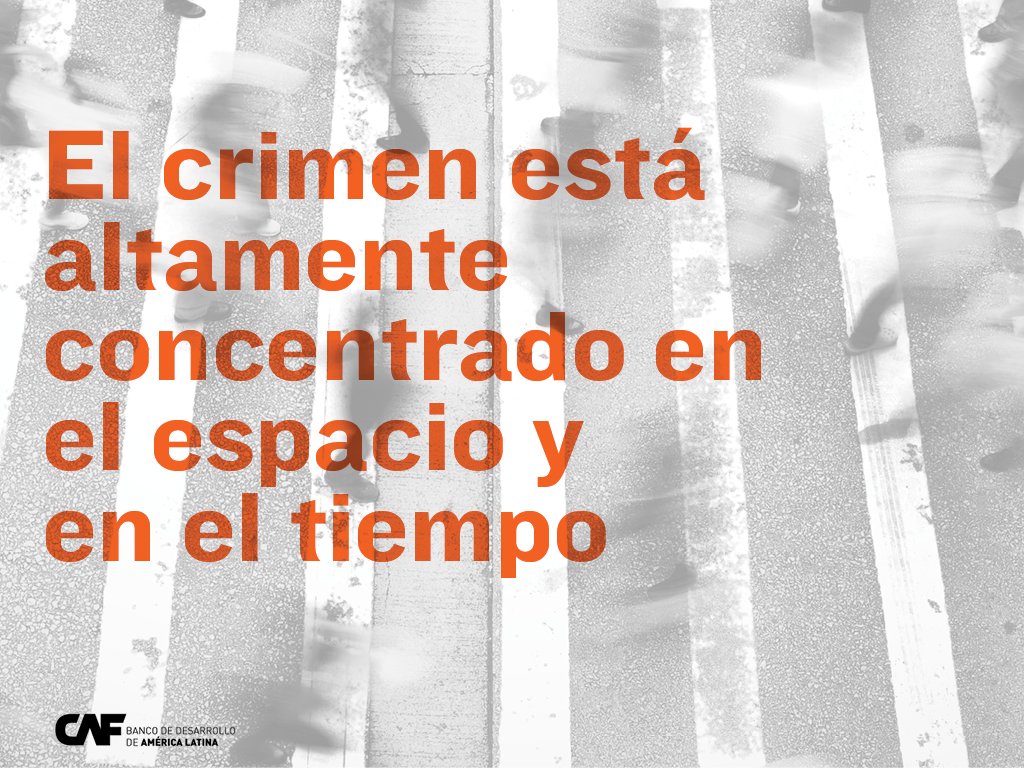 El crimen está
altamente
concentrado en
el espacio y
en el tiempo
CAF BANCO DE DESARROLLO
DE AMÉRICA LATINA